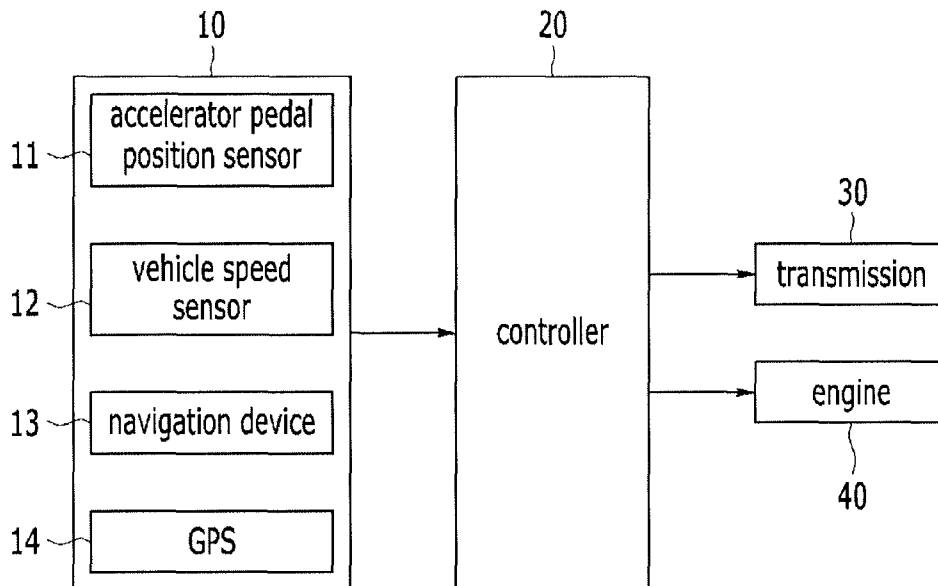 10
20
accelerator pedal
position sensor
11
30
vehicle speed
sensor
12
transmission
controller
navigation device
13
engine
40
GPS
14